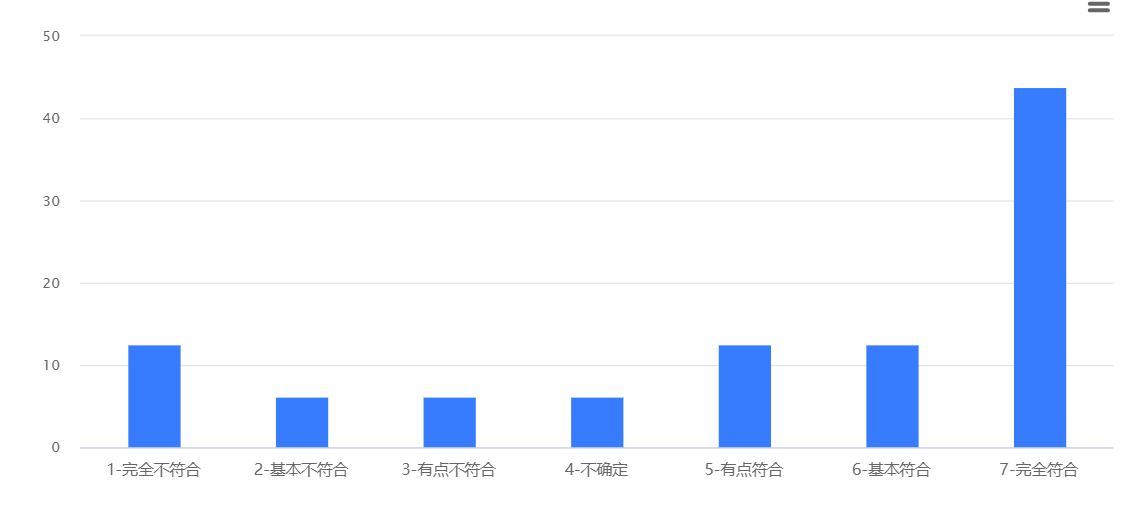 50
40
30
20
10
0
1-完全不符合
2-基本不符合
3-有点不符合
4-不确定
5-有点符合
6-基本符合
7-完全符合